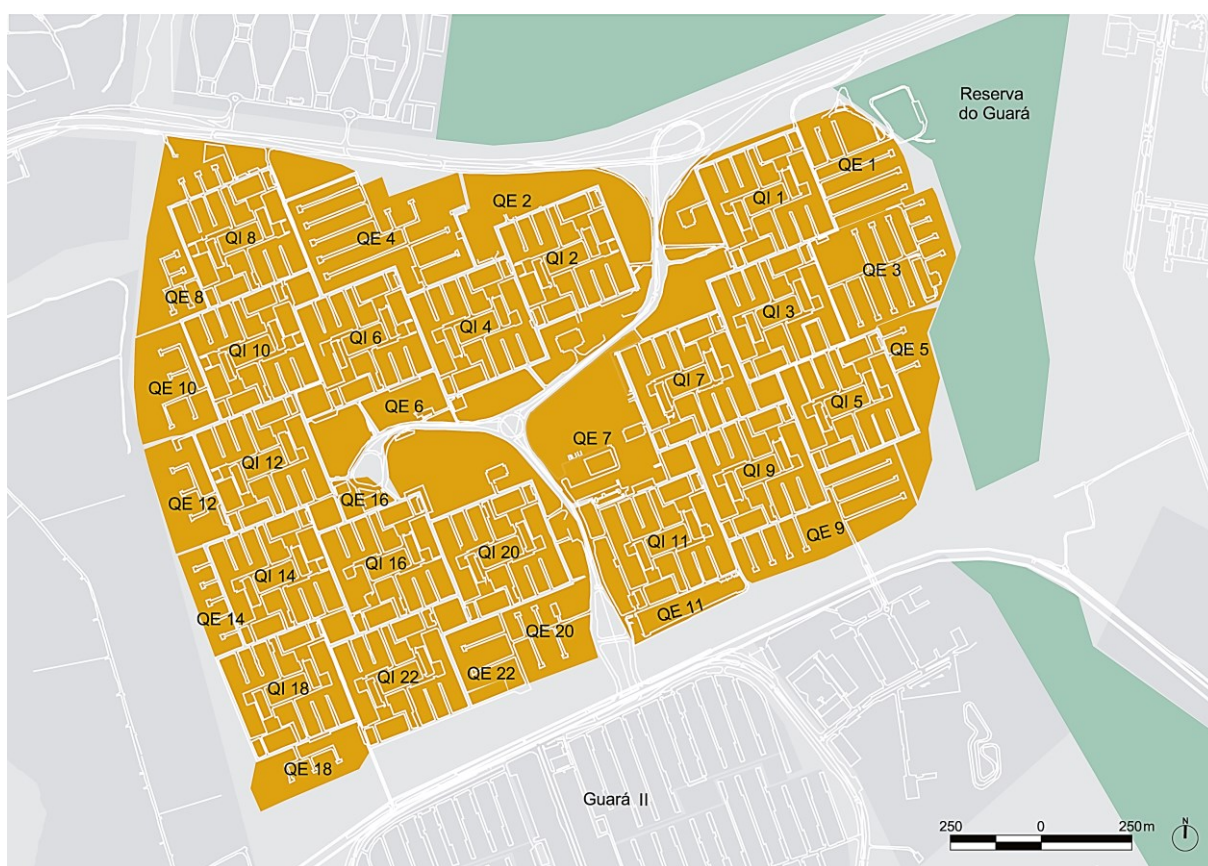 Reserva
do Guará
QE 1
QI 1
QE 2
QI 8
QE 4
QI 2
QE 3
QE 8
QI 3
QI 4
QI 6
QI 10
QE 5
QI 7
QE 10
QI 5
QE 6
QE 7
QI 12
QI 9
QE 16
QE 12
QE 9
QI 20
QI 11
QI 16
QI 14
QE 11
QE 14
QE 20
QE 22
QI 22
QI 18
QE 18
Guará II
250 0 250m
N